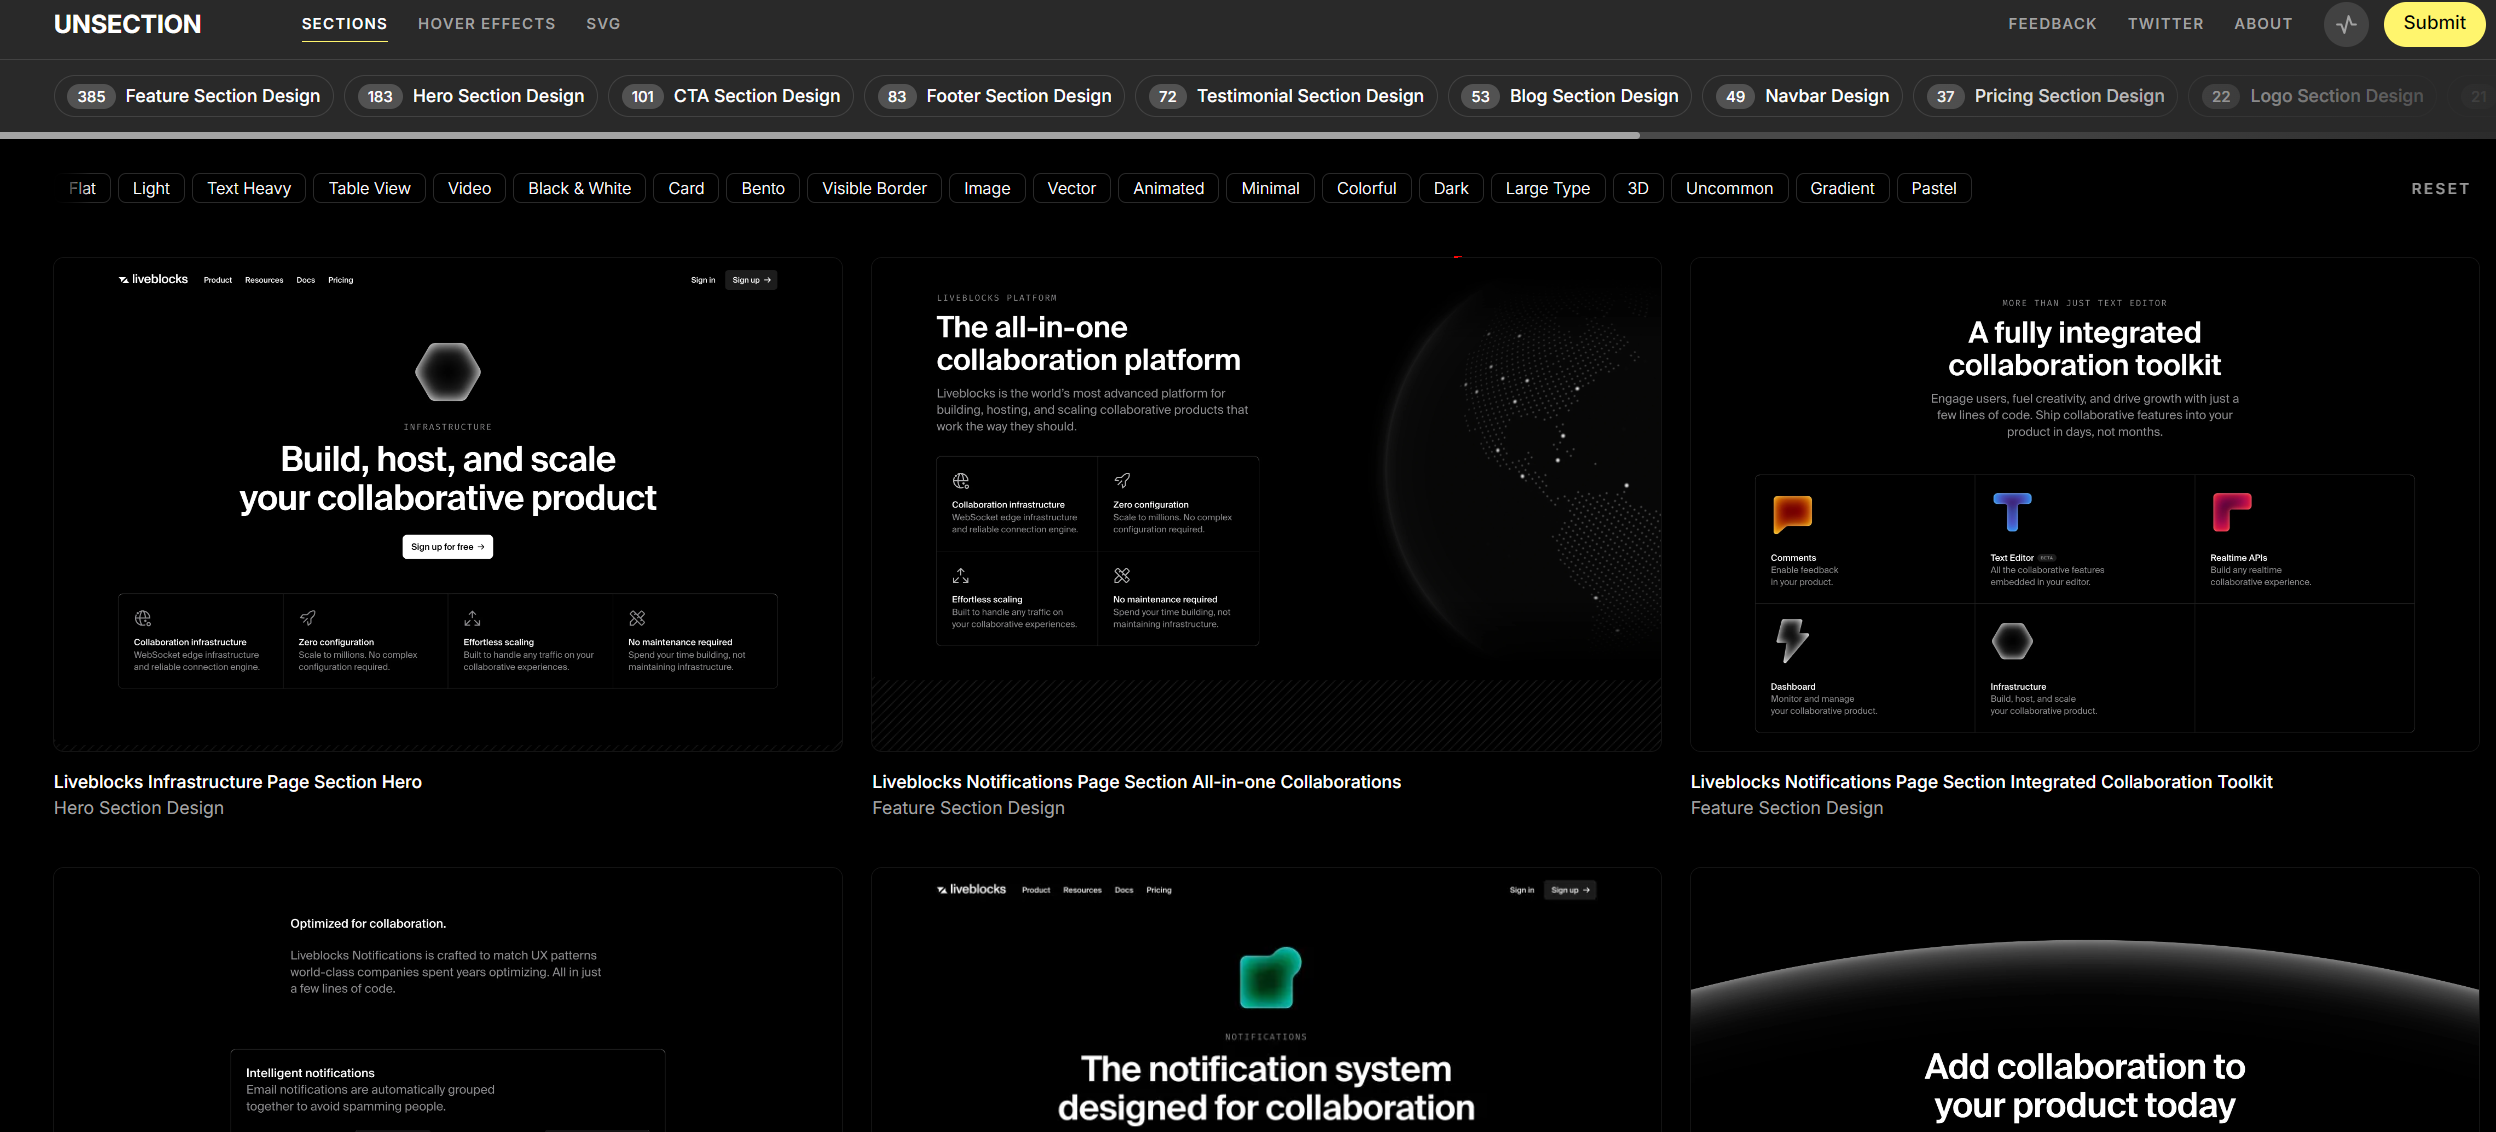 UNSECTION
SECTIONS HOVER EFFECTS SVG
FEEDBACK TWITTER ABOUT Submit
385 Feature Section Design
183 Hero Section Design
101 CTA Section Design
83 Footer Section Design
72 Testimonial Section Design
53 Blog Section Design
49 Navbar Design
37 Pricing Section Design
22 Logo Section Design
21
Flat Light Text Heavy Table View Video Black & White Card Bento Visible Border Image Vector Animated Minimal Colorful Dark Large Type 3D Uncommon Gradient Pastel RESET
liveblocks Product Resources Docs Pricing Sign in Sign up →
INFRASTRUCTURE
Build, host, and scale
your collaborative product
Sign up for free →
Collaboration infrastructure
WebSocket edge infrastructure
and reliable connection engine.
Zero configuration
Scale to millions. No complex
configuration required.
Effortless scaling
Built to handle any traffic on your
collaborative experiences.
No maintenance required
Spend your time building, not
maintaining infrastructure.
Liveblocks Infrastructure Page Section Hero
Hero Section Design
LIVEBLOCKS PLATFORM
The all-in-one
collaboration platform
Liveblocks is the world's most advanced platform for
building, hosting, and scaling collaborative products that
work the way they should.
Collaboration infrastructure
WebSocket edge infrastructure
and reliable connection engine.
Zero configuration
Scale to millions. No complex
configuration required.
Effortless scaling
Built to handle any traffic on
your collaborative experiences.
No maintenance required
Spend your time building, not
maintaining infrastructure.
Liveblocks Notifications Page Section All-in-one Collaborations
Feature Section Design
MORE THAN JUST TEXT EDITOR
A fully integrated
collaboration toolkit
Engage users, fuel creativity, and drive growth with just a
few lines of code. Ship collaborative features into your
product in days, not months.
Comments
Enable feedback
in your product.
Text Editor BETA
All the collaborative features
embedded in your editor.
Realtime APIs
Build any realtime
collaborative experience.
Dashboard
Monitor and manage
your collaborative product.
Infrastructure
Build, host, and scale
your collaborative product.
Liveblocks Notifications Page Section Integrated Collaboration Toolkit
Feature Section Design
Optimized for collaboration.
Liveblocks Notifications is crafted to match UX patterns
world-class companies spent years optimizing. All in just
a few lines of code.
Intelligent notifications
Email notifications are automatically grouped
together to avoid spamming people.
liveblocks Product Resources Docs Pricing Sign in Sign up →
NOTIFICATIONS
The notification system
designed for collaboration
Add collaboration to
your product today